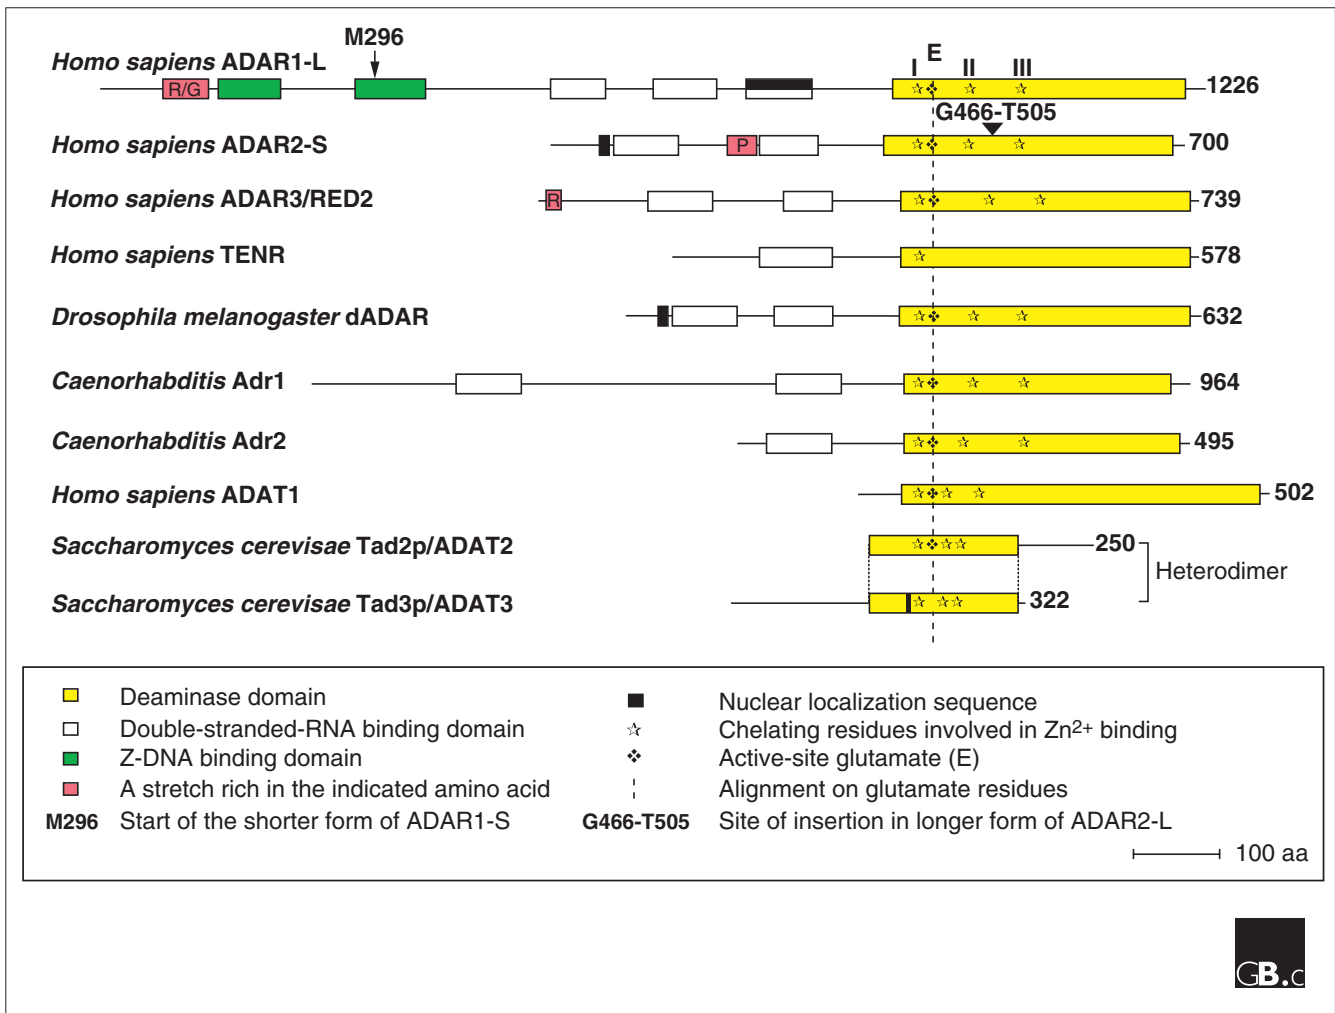 M296
Homo sapiens ADAR1-L
E
I II III
R/G
1226
G466-T505
Homo sapiens ADAR2-S
P
700
Homo sapiens ADAR3/RED2
R
739
Homo sapiens TENR
578
Drosophila melanogaster dADAR
632
Caenorhabditis Adr1
964
Caenorhabditis Adr2
495
Homo sapiens ADAT1
502
Saccharomyces cerevisae Tad2p/ADAT2
250
Heterodimer
Saccharomyces cerevisae Tad3p/ADAT3
322
Deaminase domain
Double-stranded-RNA binding domain
Z-DNA binding domain
A stretch rich in the indicated amino acid
M296 Start of the shorter form of ADAR1-S
Nuclear localization sequence
Chelating residues involved in Zn2+ binding
Active-site glutamate (E)
Alignment on glutamate residues
G466-T505 Site of insertion in longer form of ADAR2-L
100 aa
GB.c